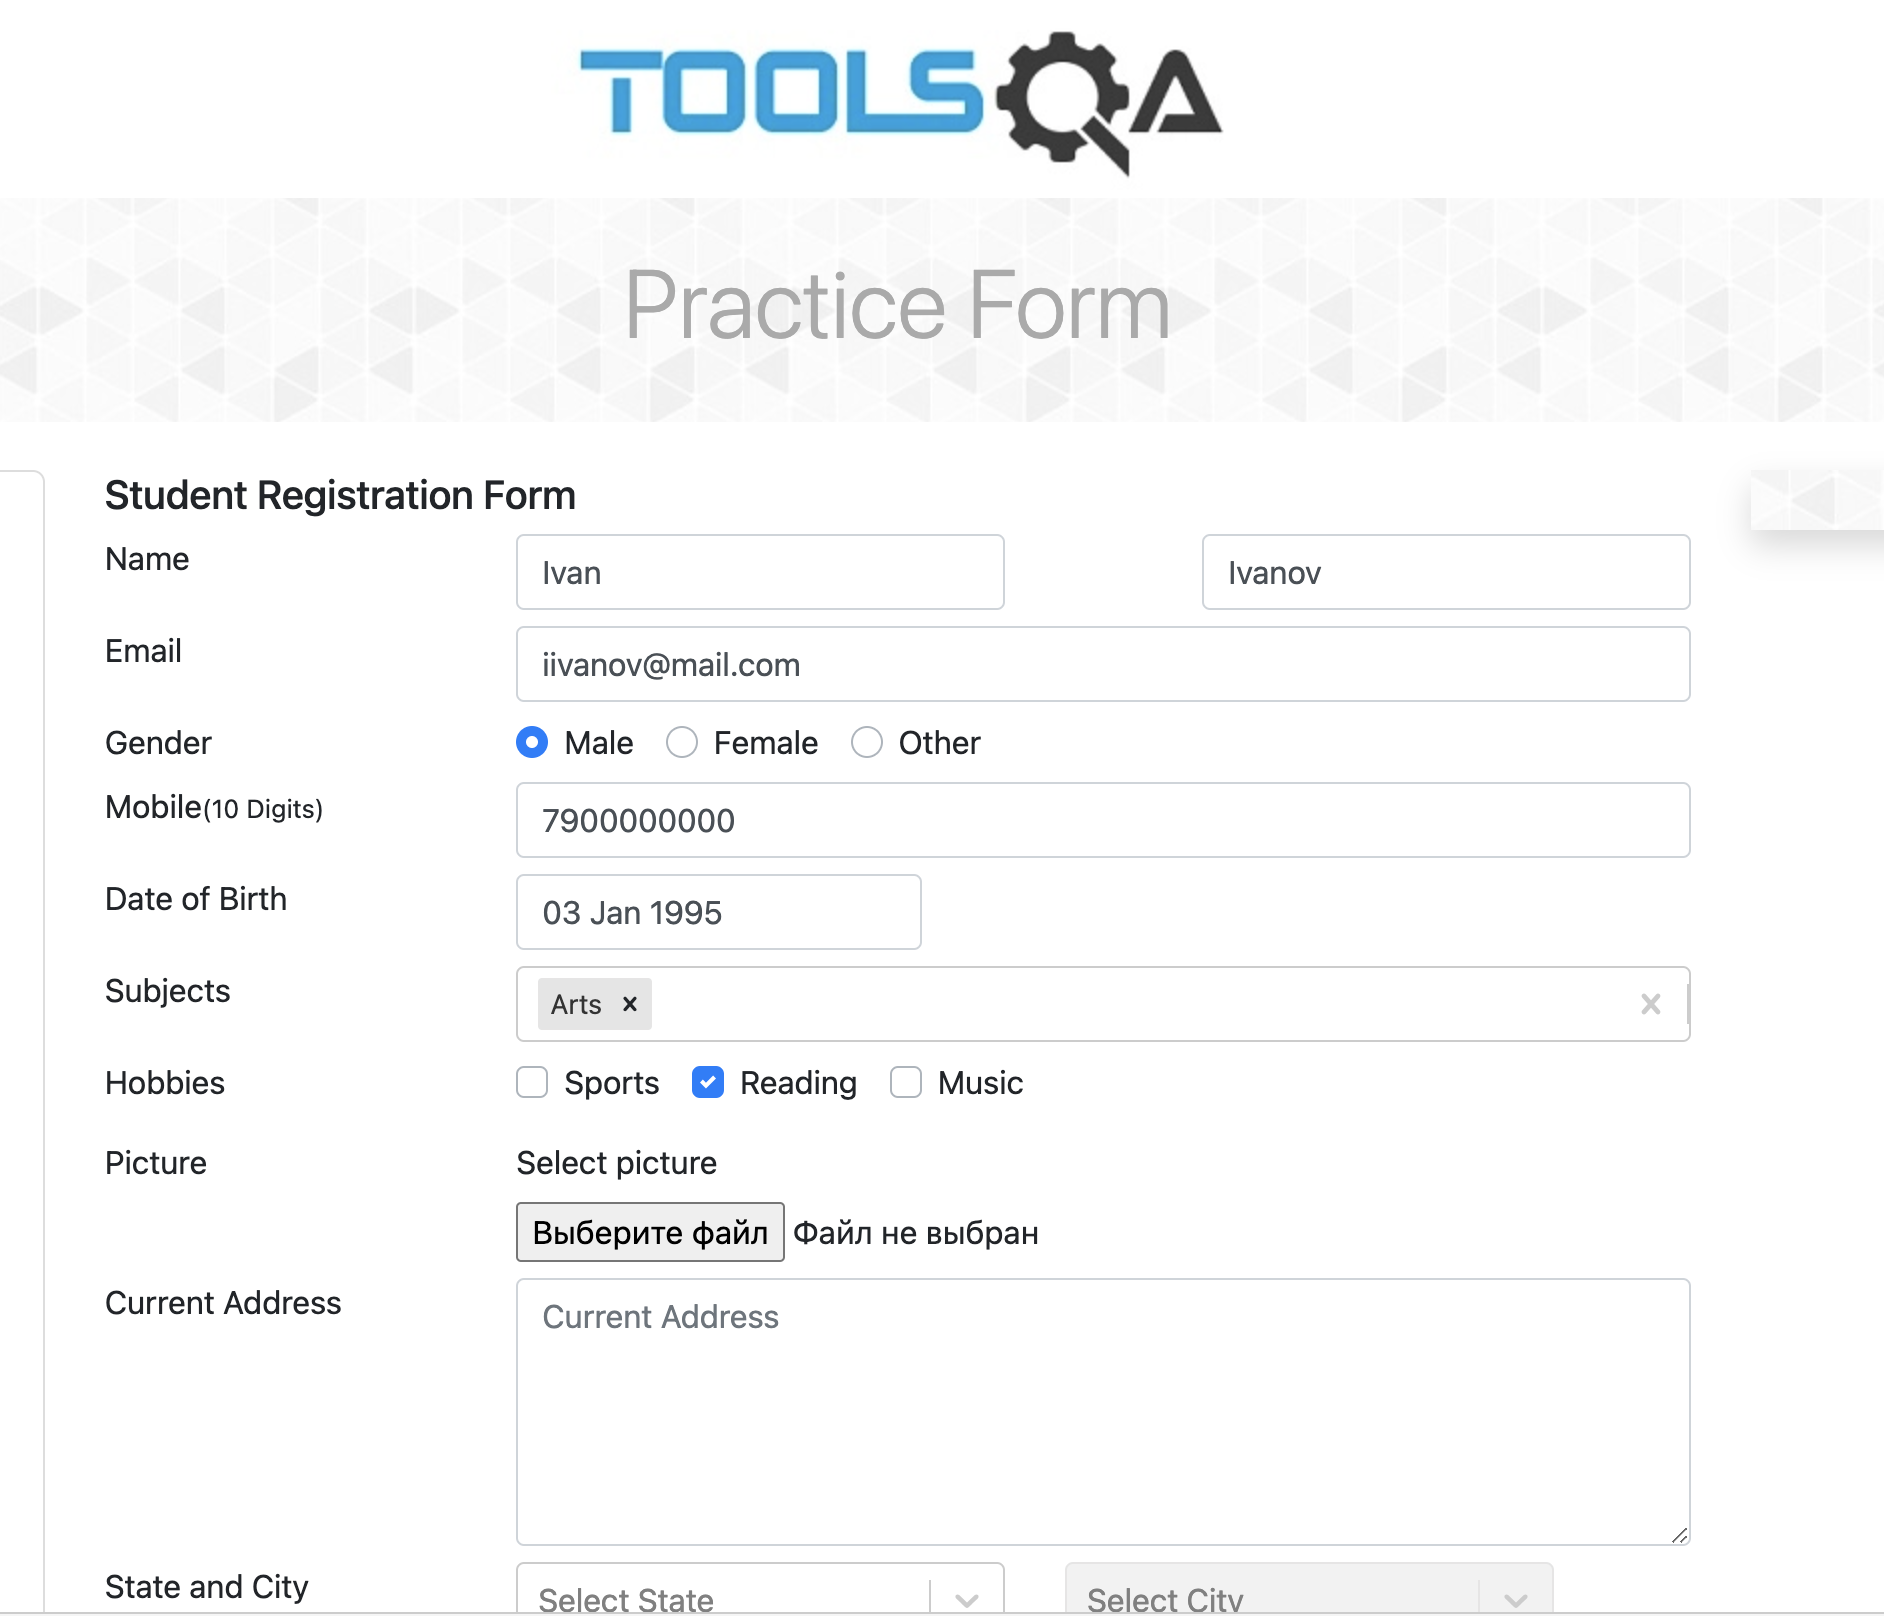 TOOLSQA
Practice Form
Student Registration Form
Name Ivan Ivanov
Email iivanov@mail.com
Gender Male Female Other
Mobile(10 Digits) 7900000000
Date of Birth 03 Jan 1995
Subjects Arts
Hobbies Sports Reading Music
Picture Select picture
Выберите файл Файл не выбран
Current Address Current Address
State and City Select State Select City